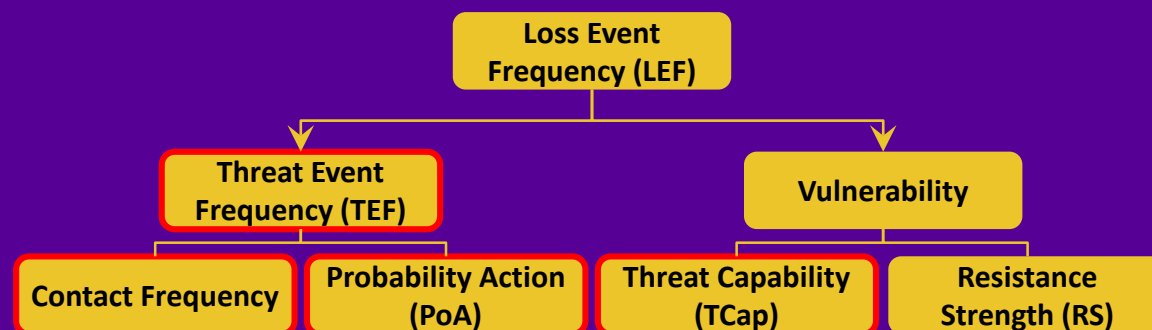 Loss Event
Frequency (LEF)
Threat Event
Frequency (TEF)
Vulnerability
Contact Frequency
Probability Action
(PoA)
Threat Capability
(TCap)
Resistance
Strength (RS)